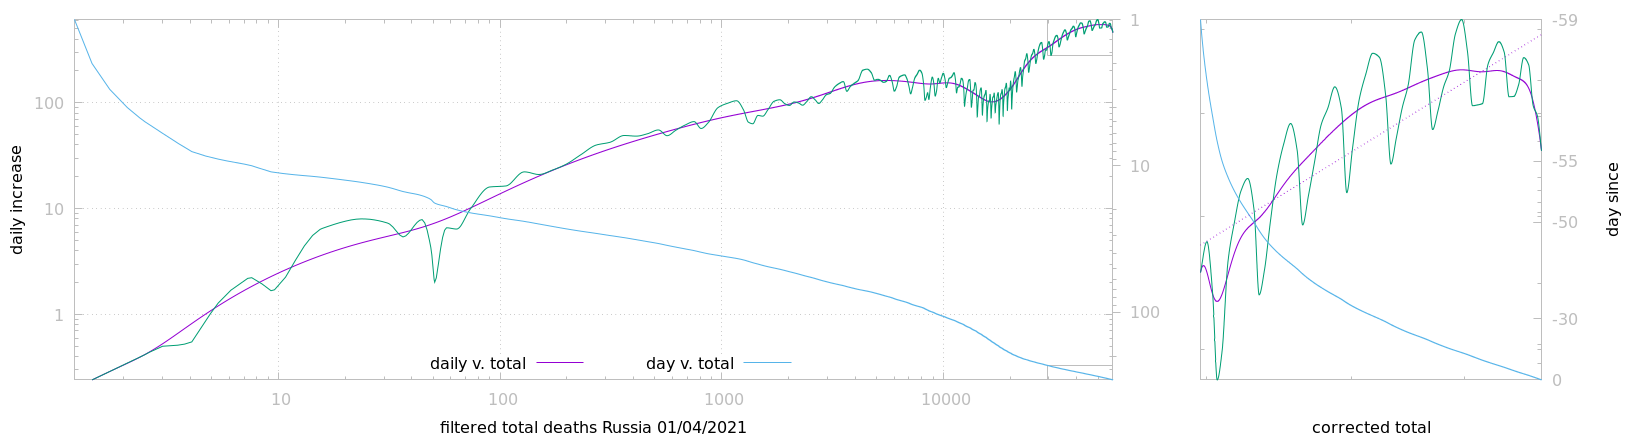 daily increase
100
10
1
10
100
1000
10000
daily v. total
day v. total
filtered total deaths Russia 01/04/2021
1
10
100
-59
-55
-50
-30
0
day since
corrected total